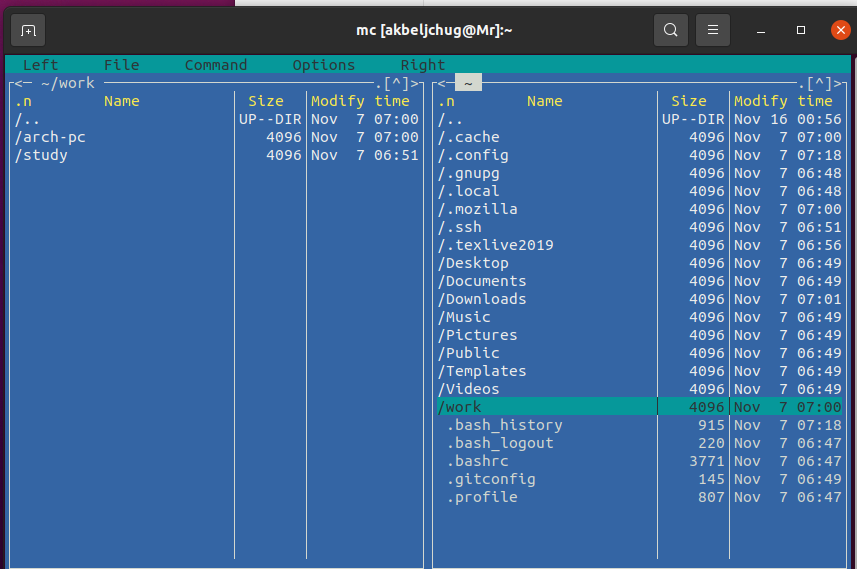 mc [akbeljchug@Mr]:~
Left File Command Options Right
<─ ~/work ─.[^]>
.n Name Size Modify time
/.. UP--DIR Nov 7 07:00
/arch-pc 4096 Nov 7 07:00
/study 4096 Nov 7 06:51
<─ ~ ─.[^]>
.n Name Size Modify time
/.. UP--DIR Nov 16 00:56
/.cache 4096 Nov 7 07:00
/.config 4096 Nov 7 07:18
/.gnupg 4096 Nov 7 06:48
/.local 4096 Nov 7 06:48
/.mozilla 4096 Nov 7 07:00
/.ssh 4096 Nov 7 06:51
/.texlive2019 4096 Nov 7 06:56
/Desktop 4096 Nov 7 06:49
/Documents 4096 Nov 7 06:49
/Downloads 4096 Nov 7 07:01
/Music 4096 Nov 7 06:49
/Pictures 4096 Nov 7 06:49
/Public 4096 Nov 7 06:49
/Templates 4096 Nov 7 06:49
/Videos 4096 Nov 7 06:49
/work 4096 Nov 7 07:00
.bash_history 915 Nov 7 07:18
.bash_logout 220 Nov 7 06:47
.bashrc 3771 Nov 7 06:47
.gitconfig 145 Nov 7 06:49
.profile 807 Nov 7 06:47